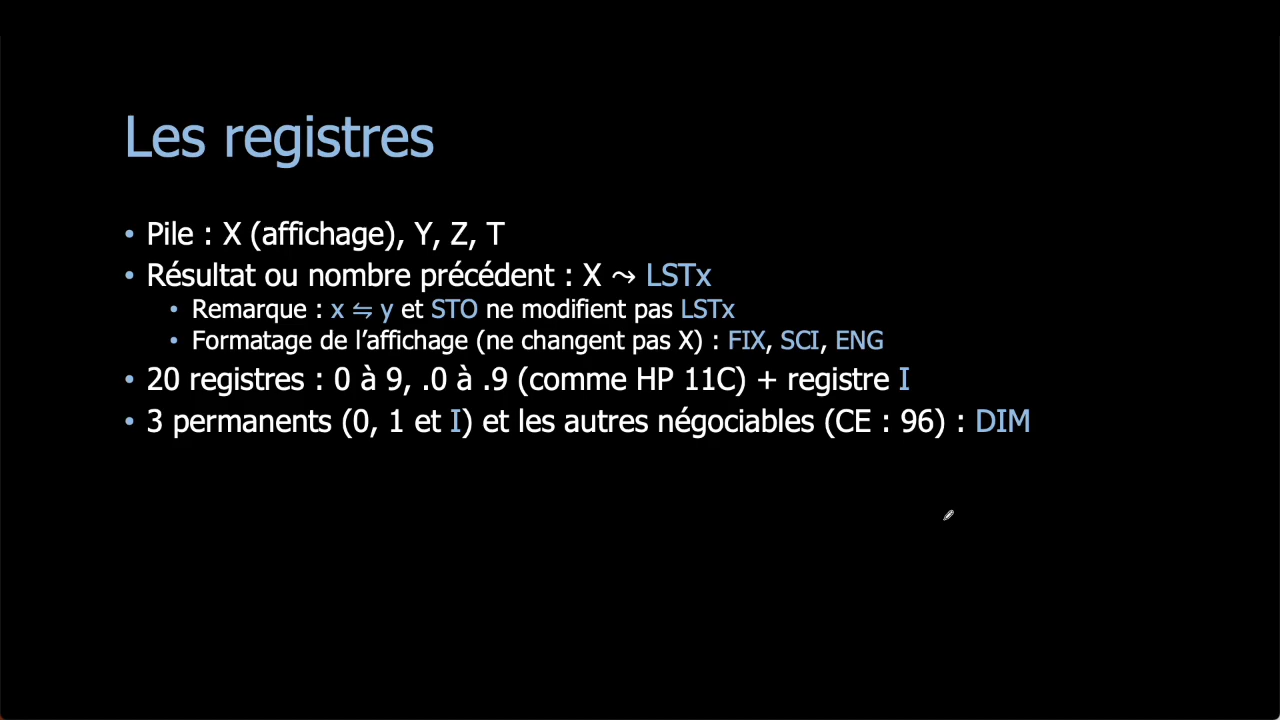 Les registres
• Pile : X (affichage), Y, Z, T
• Résultat ou nombre précédent : X ⤳ LSTx
• Remarque : x ⇋ y et STO ne modifient pas LSTx
• Formatage de l’affichage (ne changent pas X) : FIX, SCI, ENG
• 20 registres : 0 à 9, .0 à .9 (comme HP 11C) + registre I
• 3 permanents (0, 1 et I) et les autres négociables (CE : 96) : DIM